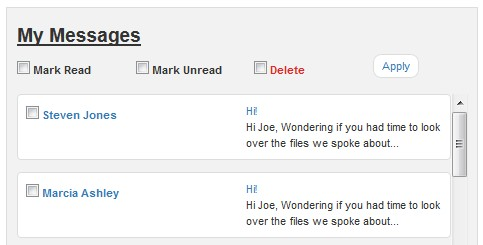 My Messages
Mark Read Mark Unread Delete Apply
Steven Jones Hi!
Hi Joe, Wondering if you had time to look
over the files we spoke about...
Marcia Ashley Hi!
Hi Joe, Wondering if you had time to look
over the files we spoke about...